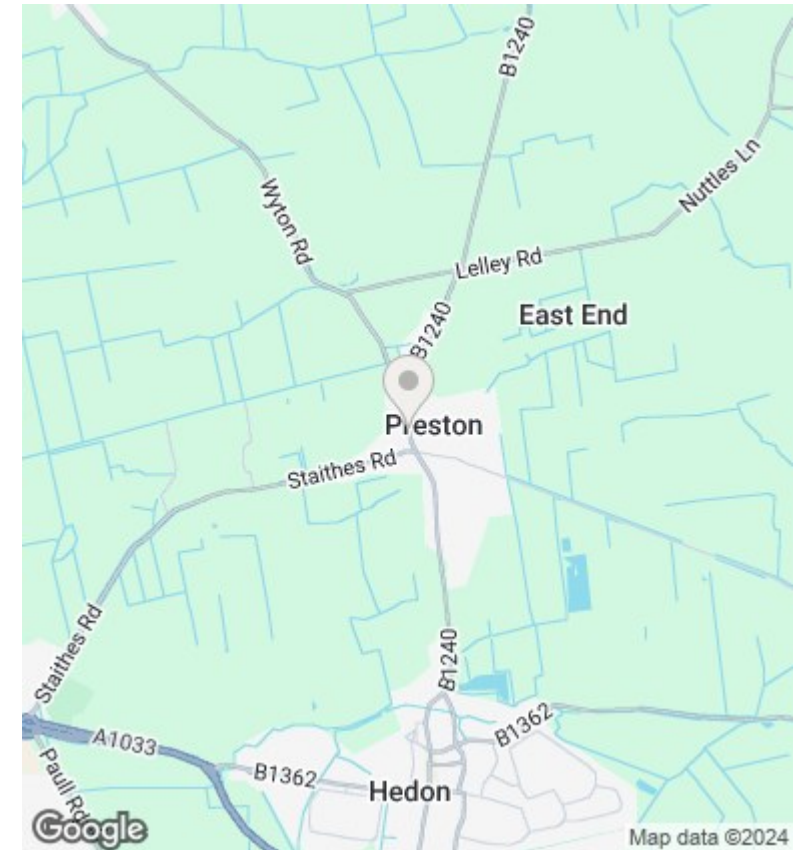 B1240
Nuttles Ln
Wyton Rd
Lelley Rd
East End
B1240
Preston
Staithes Rd
Staithes Rd
B1240
B1362
A1033
B1362
Paull Rd
Hedon
Google
Map data ©2024